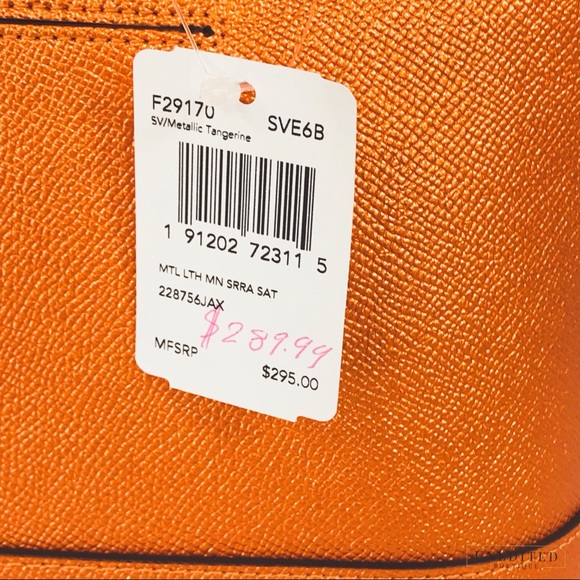 F29170 SVE6B
SV/Metallic Tangerine
1 91202 72311 5
MTL LTH MN SRRA SAT
228756JAX
$289.99
MFSRP
$295.00